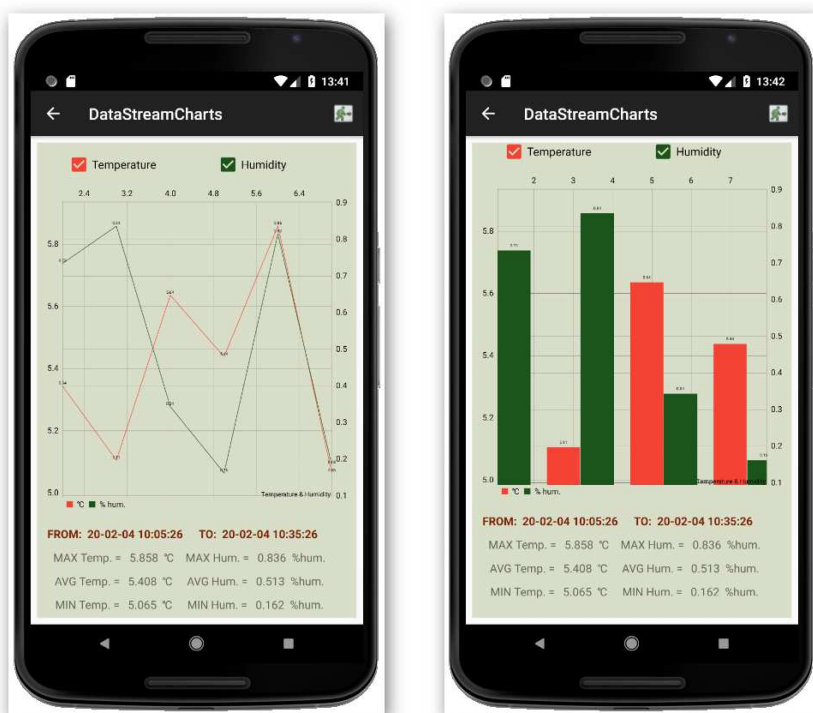 13:41
DataStreamCharts
Temperature Humidity
2.4 3.2 4.0 4.8 5.6 6.4
0.9
5.8
0.8
0.7
5.6
0.6
0.5
5.4
0.4
0.3
5.2
0.2
5.0
0.1
Temperature & Humidity
℃ % hum.
FROM: 20-02-04 10:05:26 TO: 20-02-04 10:35:26
MAX Temp. = 5.858 ℃ MAX Hum. = 0.836 %hum.
AVG Temp. = 5.408 ℃ AVG Hum. = 0.513 %hum.
MIN Temp. = 5.065 ℃ MIN Hum. = 0.162 %hum.
13:42
DataStreamCharts
Temperature Humidity
2 3 4 5 6 7
0.9
5.8
0.8
0.7
5.6
0.6
0.5
5.4
0.4
0.3
5.2
0.2
5.0
0.1
Temperature & Humidity
℃ % hum.
FROM: 20-02-04 10:05:26 TO: 20-02-04 10:35:26
MAX Temp. = 5.858 ℃ MAX Hum. = 0.836 %hum.
AVG Temp. = 5.408 ℃ AVG Hum. = 0.513 %hum.
MIN Temp. = 5.065 ℃ MIN Hum. = 0.162 %hum.